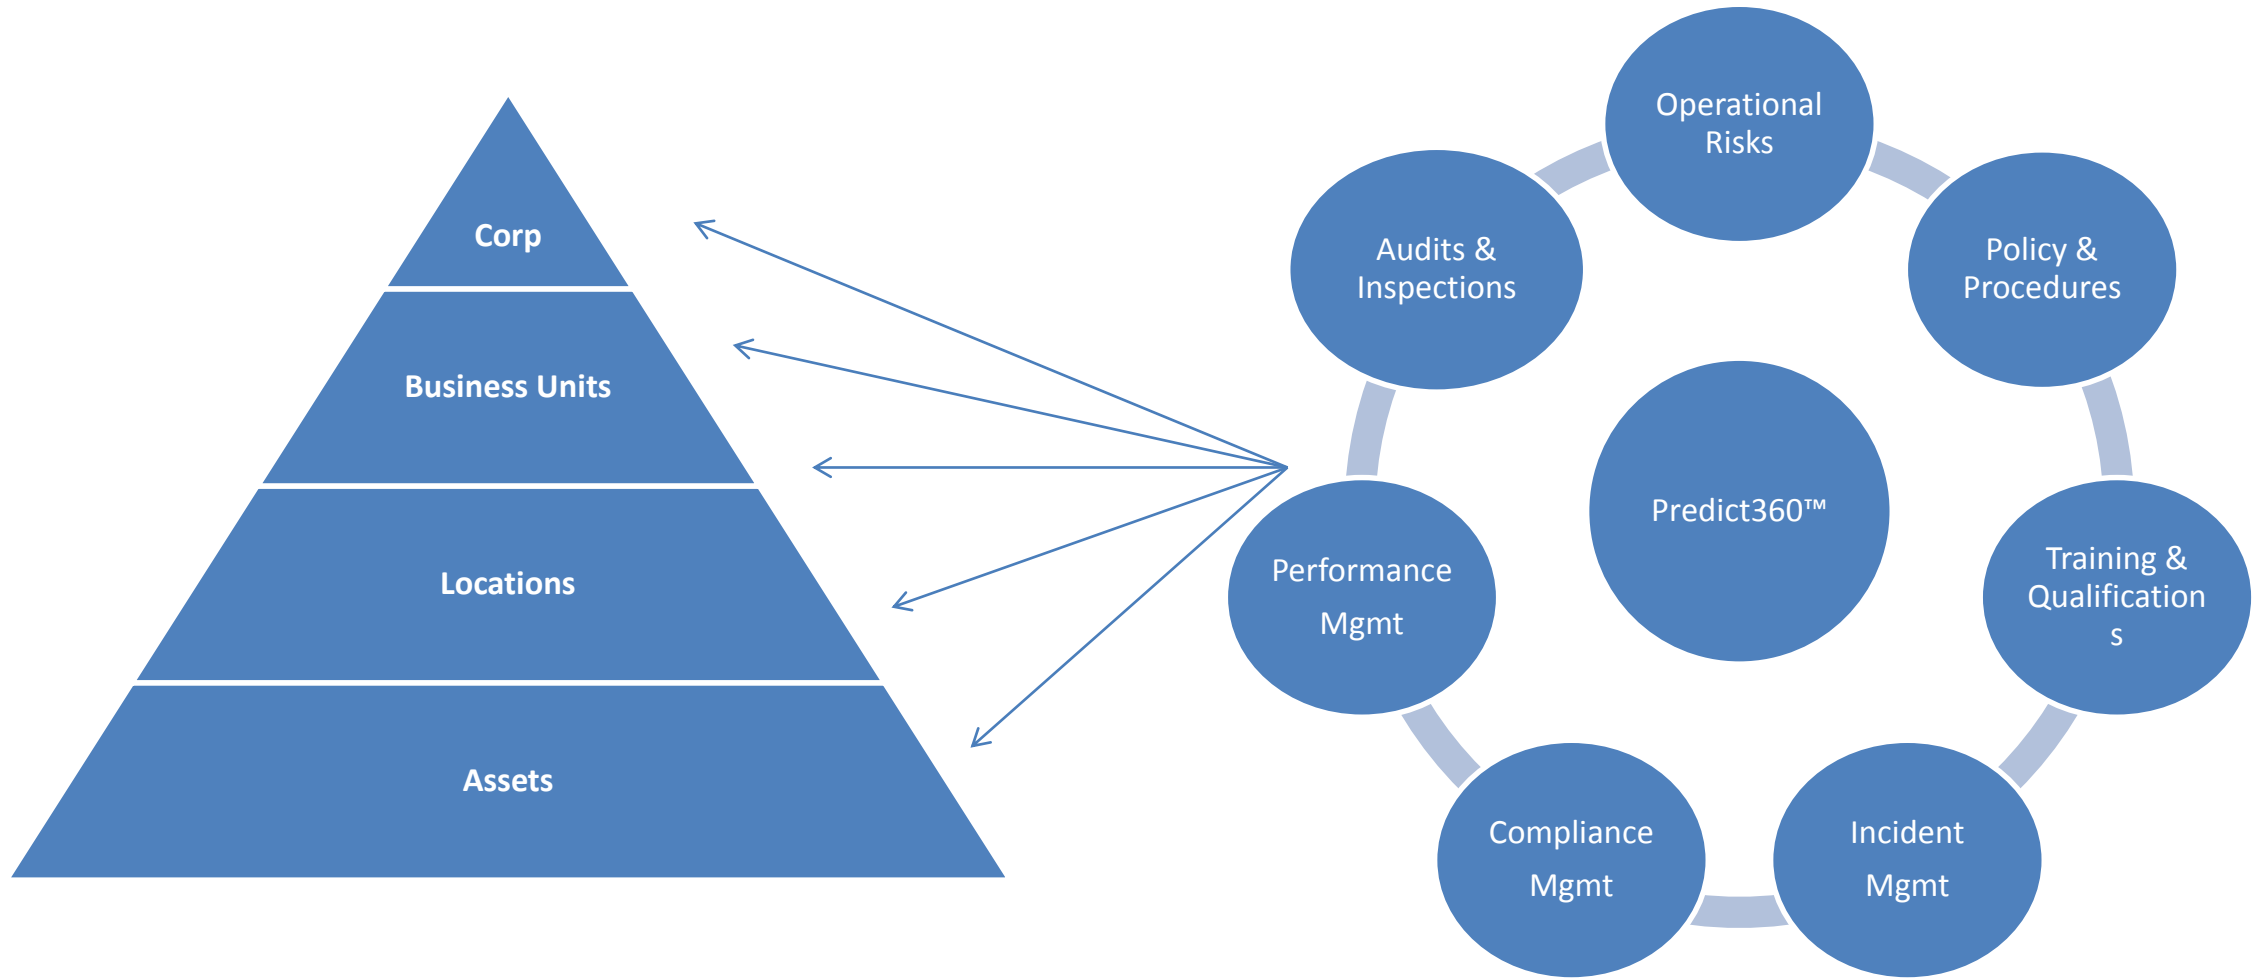 Corp
Business Units
Locations
Assets
Operational
Risks
Policy &
Procedures
Training &
Qualification
s
Incident
Mgmt
Compliance
Mgmt
Performance
Mgmt
Audits &
Inspections
Predict360™